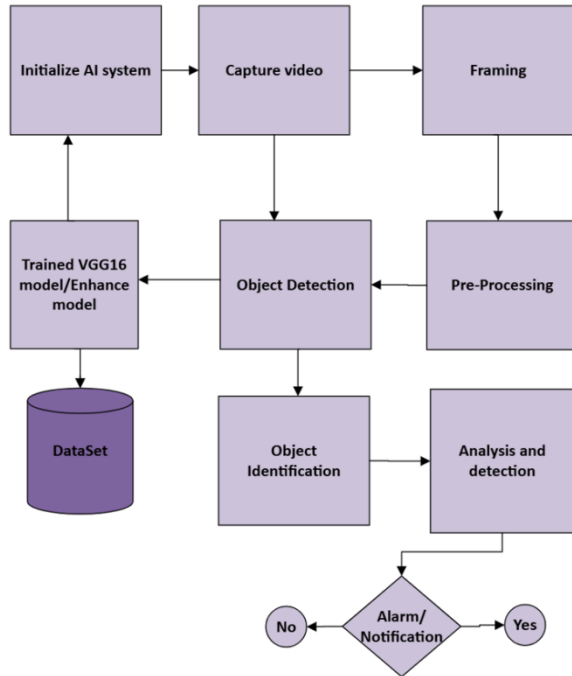 Initialize AI system
Capture video
Framing
Trained VGG16
model/Enhance
model
Object Detection
Pre-Processing
DataSet
Object
Identification
Analysis and
detection
No
Alarm/
Notification
Yes